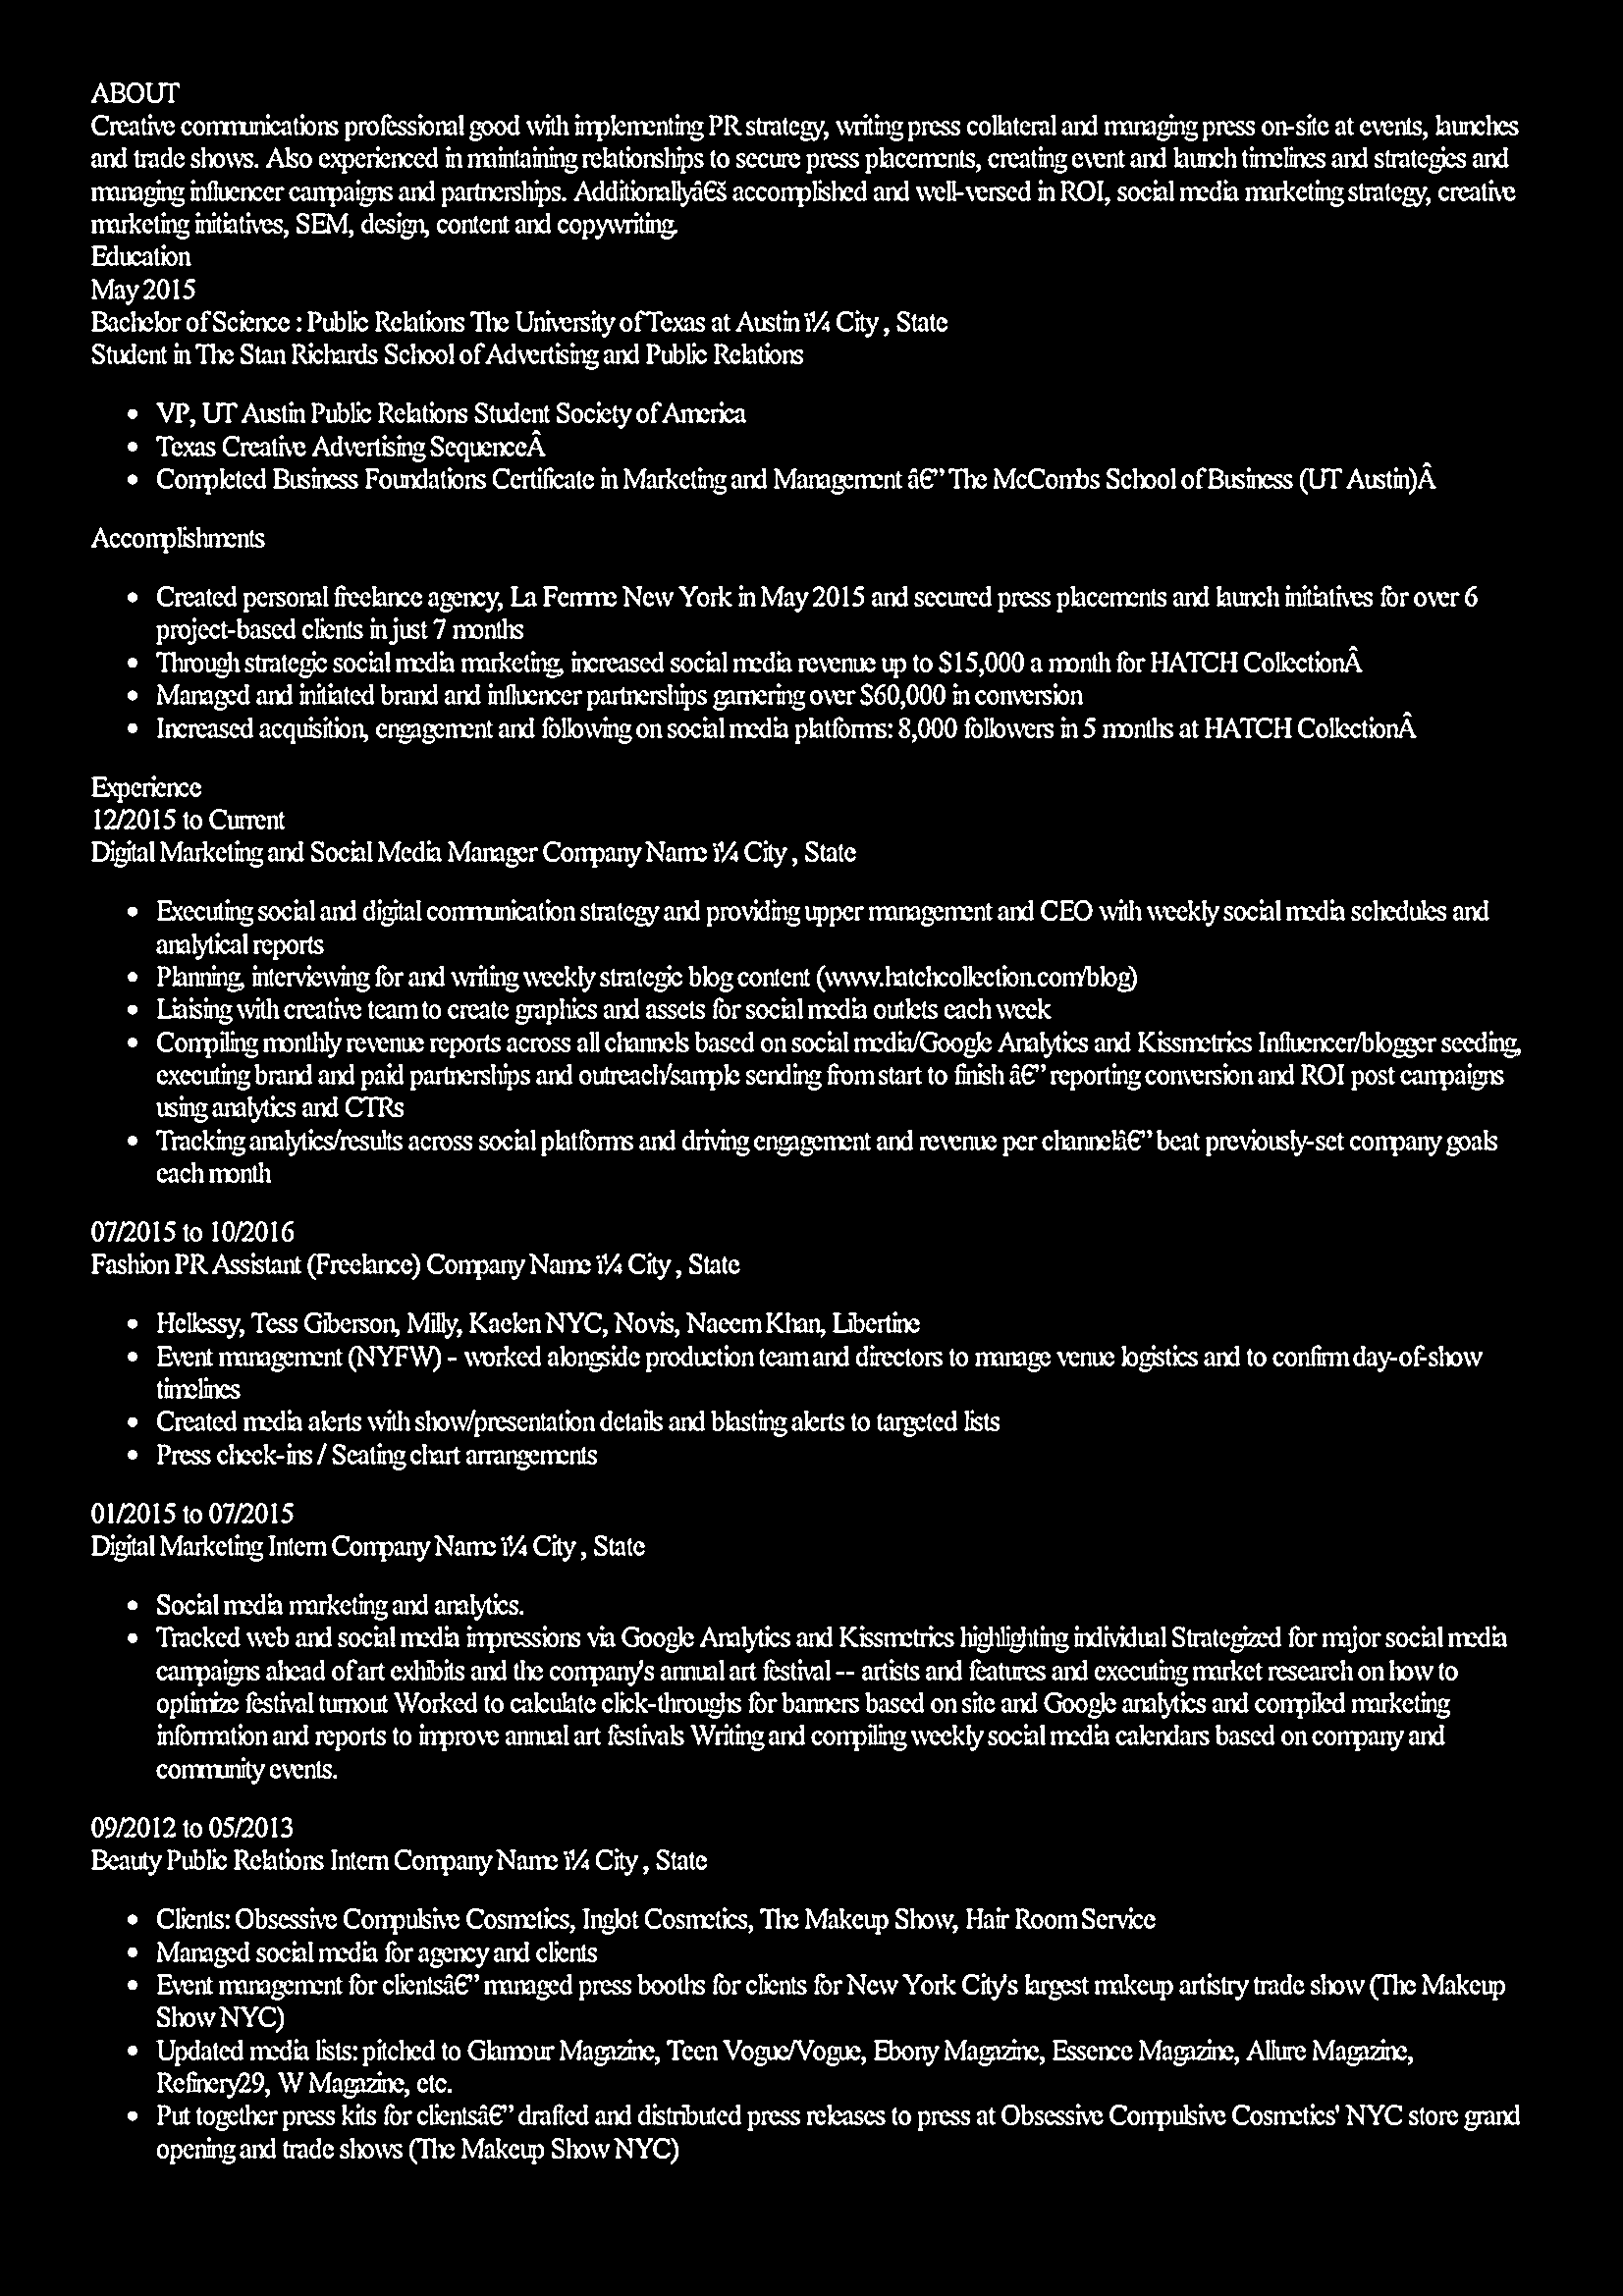 ABOUT
Creative communications professional good with implementing PR strategy, writing press collateral and managing press on-site at events, launches
and trade shows. Also experienced in maintaining relationships to secure press placements, creating event and launch timelines and strategies and
managing influencer campaigns and partnerships. Additionallyâ€š accomplished and well-versed in ROI, social media marketing strategy, creative
marketing initiatives, SEM, design, content and copywriting.
Education
May 2015
Bachelor of Science : Public Relations The University of Texas at Austin ï¼ City , State
Student in The Stan Richards School of Advertising and Public Relations
• VP, UT Austin Public Relations Student Society of America
• Texas Creative Advertising SequenceÂ
• Completed Business Foundations Certificate in Marketing and Management â€” The McCombs School of Business (UT Austin)Â
Accomplishments
• Created personal freelance agency, La Femme New York in May 2015 and secured press placements and launch initiatives for over 6
project-based clients in just 7 months
• Through strategic social media marketing, increased social media revenue up to $15,000 a month for HATCH CollectionÂ
• Managed and initiated brand and influencer partnerships garnering over $60,000 in conversion
• Increased acquisition, engagement and following on social media platforms: 8,000 followers in 5 months at HATCH CollectionÂ
Experience
12/2015 to Current
Digital Marketing and Social Media Manager Company Name ï¼ City , State
• Executing social and digital communication strategy and providing upper management and CEO with weekly social media schedules and
analytical reports
• Planning, interviewing for and writing weekly strategic blog content (www.hatchcollection.com/blog)
• Liaising with creative team to create graphics and assets for social media outlets each week
• Compiling monthly revenue reports across all channels based on social media/Google Analytics and Kissmetrics Influencer/blogger seeding,
executing brand and paid partnerships and outreach/sample sending from start to finish â€” reporting conversion and ROI post campaigns
using analytics and CTRs
• Tracking analytics/results across social platforms and driving engagement and revenue per channelâ€” beat previously-set company goals
each month
07/2015 to 10/2016
Fashion PR Assistant (Freelance) Company Name ï¼ City , State
• Hellessy, Tess Giberson, Milly, Kaelen NYC, Novis, Naeem Khan, Libertine
• Event management (NYFW) - worked alongside production team and directors to manage venue logistics and to confirm day-of-show
timelines
• Created media alerts with show/presentation details and blasting alerts to targeted lists
• Press check-ins / Seating chart arrangements
01/2015 to 07/2015
Digital Marketing Intern Company Name ï¼ City , State
• Social media marketing and analytics.
• Tracked web and social media impressions via Google Analytics and Kissmetrics highlighting individual Strategized for major social media
campaigns ahead of art exhibits and the company's annual art festival -- artists and features and executing market research on how to
optimize festival turnout Worked to calculate click-throughs for banners based on site and Google analytics and compiled marketing
information and reports to improve annual art festivals Writing and compiling weekly social media calendars based on company and
community events.
09/2012 to 05/2013
Beauty Public Relations Intern Company Name ï¼ City , State
• Clients: Obsessive Compulsive Cosmetics, Inglot Cosmetics, The Makeup Show, Hair Room Service
• Managed social media for agency and clients
• Event management for clientsâ€” managed press booths for clients for New York City's largest makeup artistry trade show (The Makeup
Show NYC)
• Updated media lists: pitched to Glamour Magazine, Teen Vogue/Vogue, Ebony Magazine, Essence Magazine, Allure Magazine,
Refinery29, W Magazine, etc.
• Put together press kits for clientsâ€” drafted and distributed press releases to press at Obsessive Compulsive Cosmetics' NYC store grand
opening and trade shows (The Makeup Show NYC)